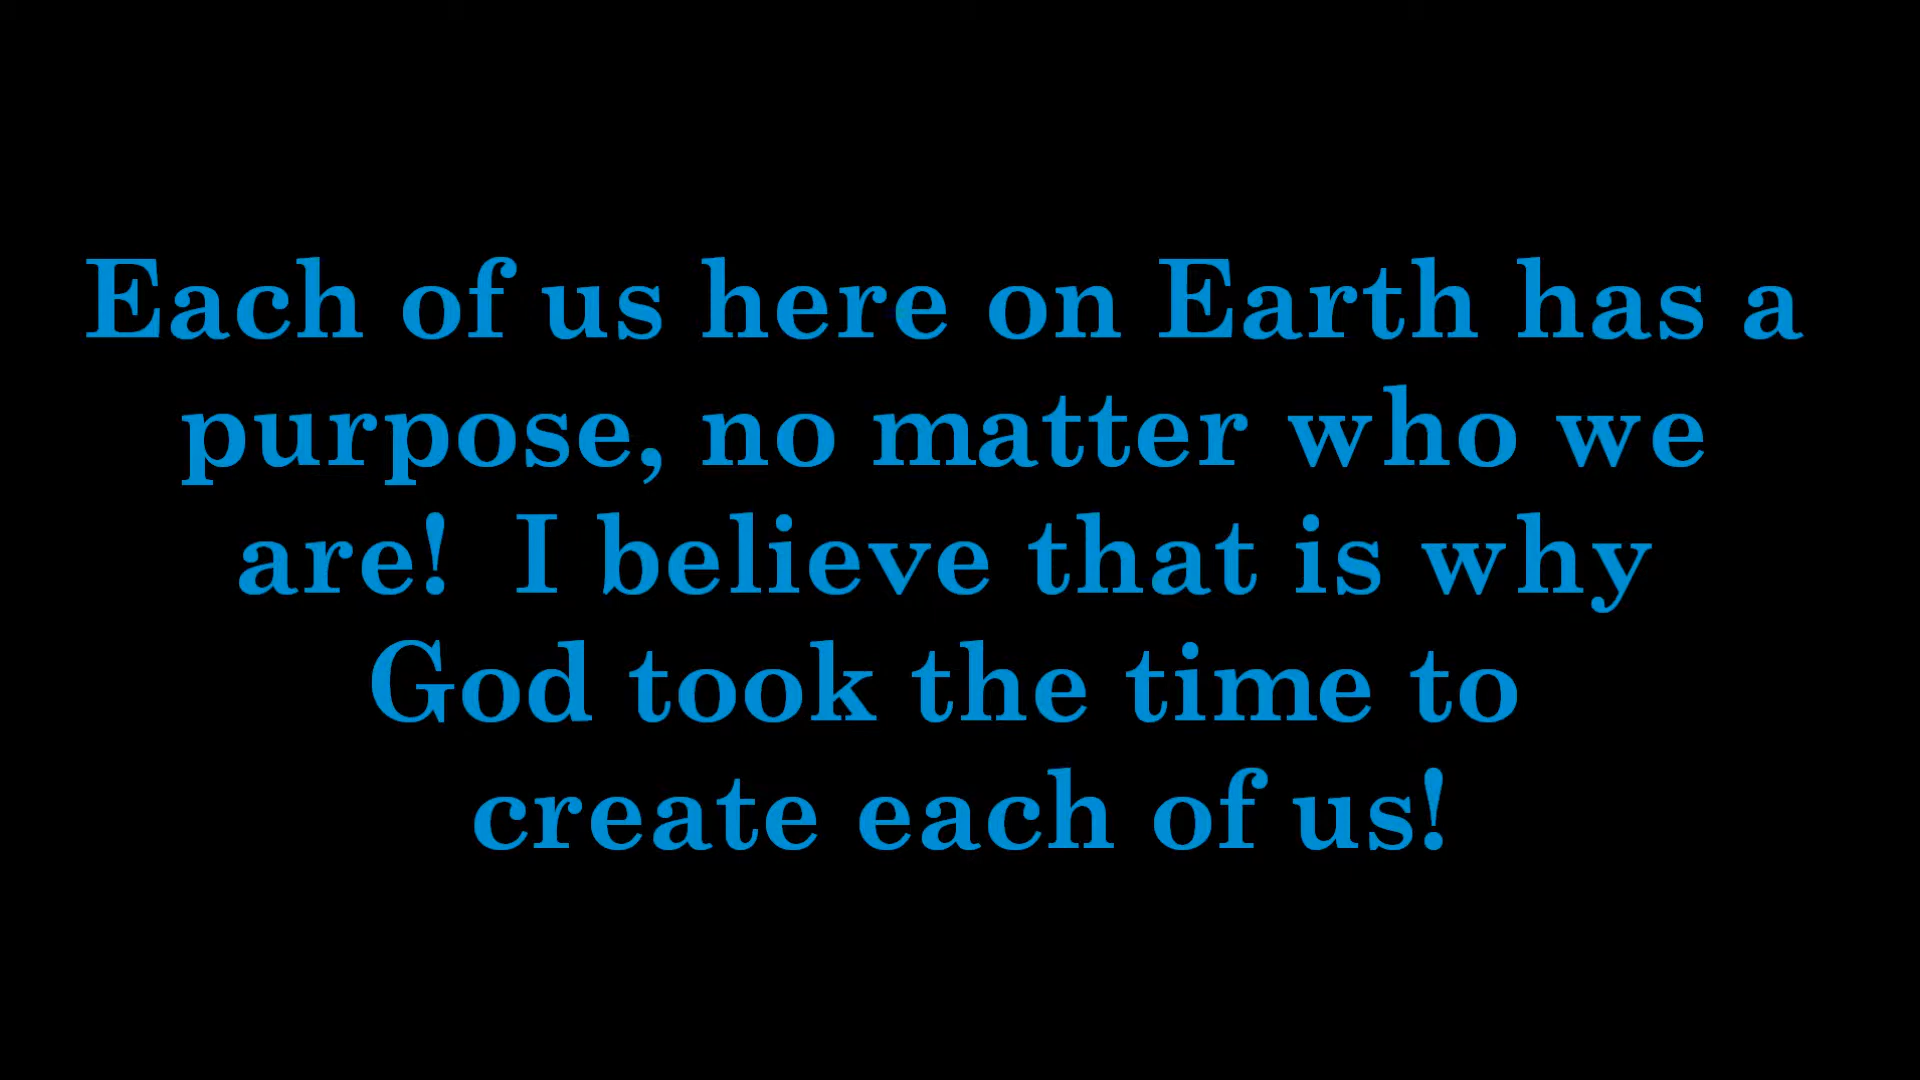 Each of us here on Earth has a
purpose, no matter who we
are!  I believe that is why
God took the time to
create each of us!